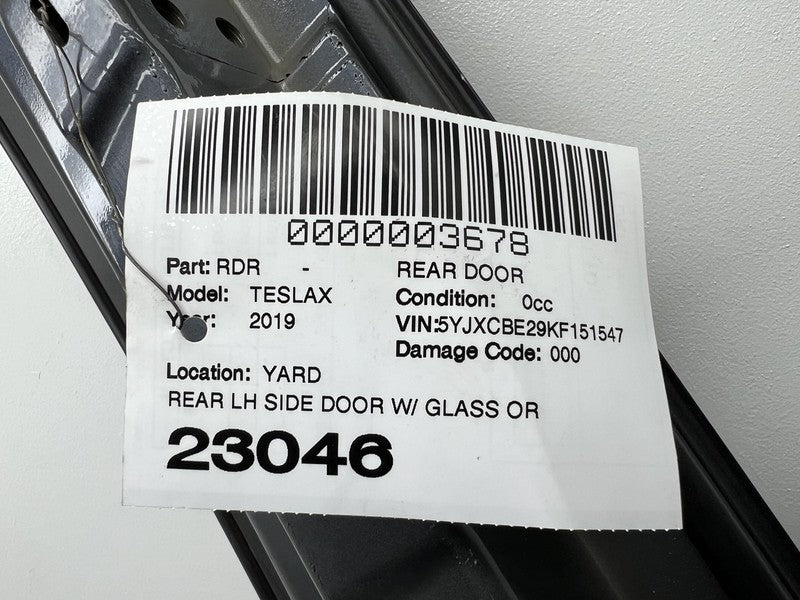 0000003678
Part: RDR - REAR DOOR
Model: TESLAX Condition: 0cc
Year: 2019 VIN:5YJXCBE29KF151547
Damage Code: 000
Location: YARD
REAR LH SIDE DOOR W/ GLASS OR
23046